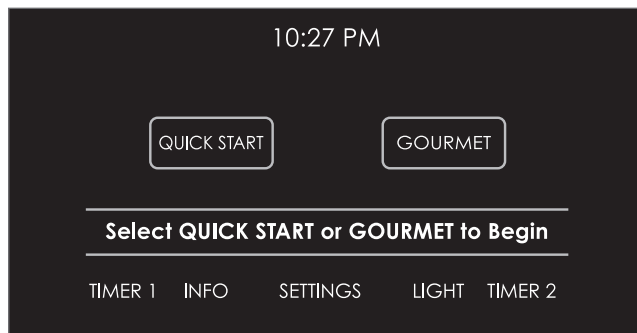 10:27 PM
QUICK START GOURMET
Select QUICK START or GOURMET to Begin
TIMER 1 INFO SETTINGS LIGHT TIMER 2